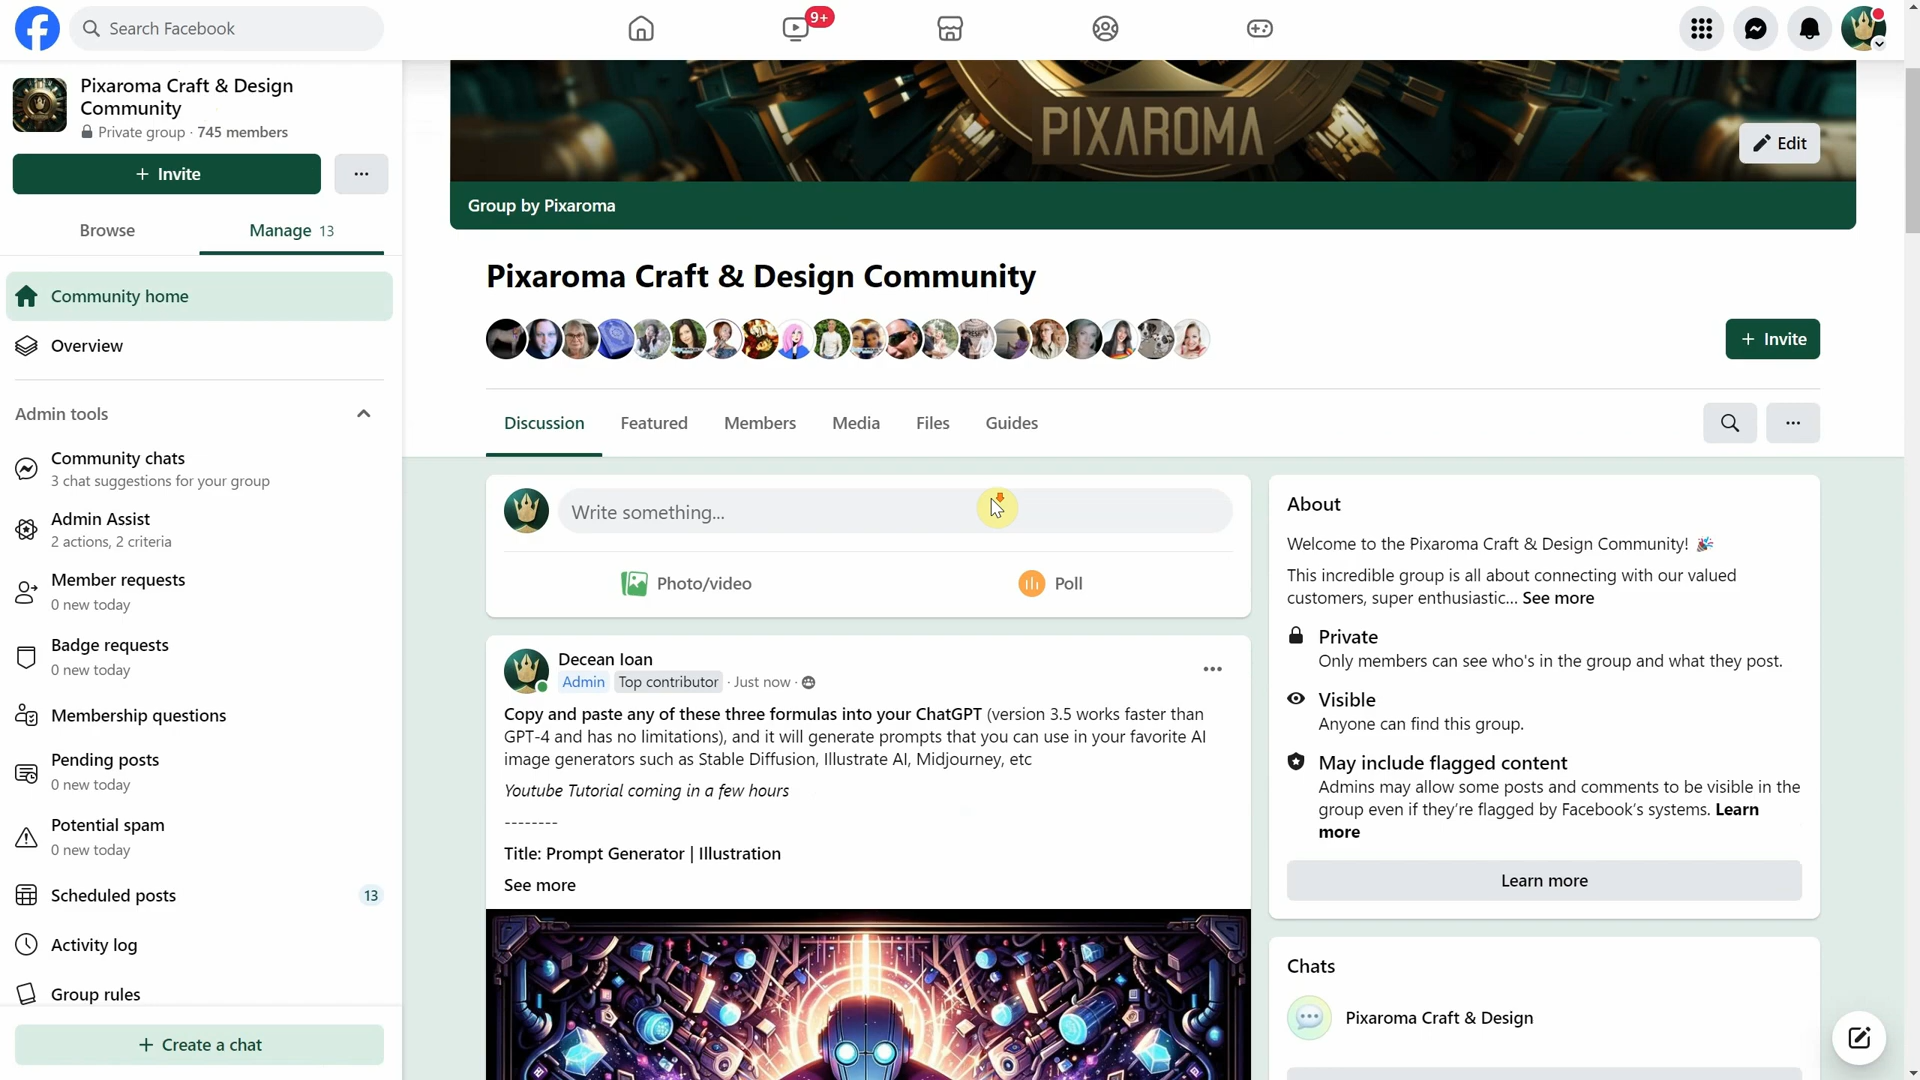 Search Facebook
9+
Pixaroma Craft & Design
Community
Private group · 745 members
+ Invite
...
Browse
Manage 13
Community home
Overview
Admin tools
Community chats
3 chat suggestions for your group
Admin Assist
2 actions, 2 criteria
Member requests
0 new today
Badge requests
0 new today
Membership questions
Pending posts
0 new today
Potential spam
0 new today
Scheduled posts
13
Activity log
Group rules
+ Create a chat
PIXAROMA
Edit
Group by Pixaroma
Pixaroma Craft & Design Community
+ Invite
Discussion
Featured
Members
Media
Files
Guides
...
Write something...
Photo/video
Poll
Decean Ioan
Admin Top contributor · Just now ·
...
Copy and paste any of these three formulas into your ChatGPT (version 3.5 works faster than
GPT-4 and has no limitations), and it will generate prompts that you can use in your favorite AI
image generators such as Stable Diffusion, Illustrate AI, Midjourney, etc
Youtube Tutorial coming in a few hours
--------
Title: Prompt Generator | Illustration
See more
About
Welcome to the Pixaroma Craft & Design Community! 🎉
This incredible group is all about connecting with our valued
customers, super enthusiastic... See more
Private
Only members can see who's in the group and what they post.
Visible
Anyone can find this group.
May include flagged content
Admins may allow some posts and comments to be visible in the
group even if they’re flagged by Facebook’s systems. Learn
more
Learn more
Chats
Pixaroma Craft & Design